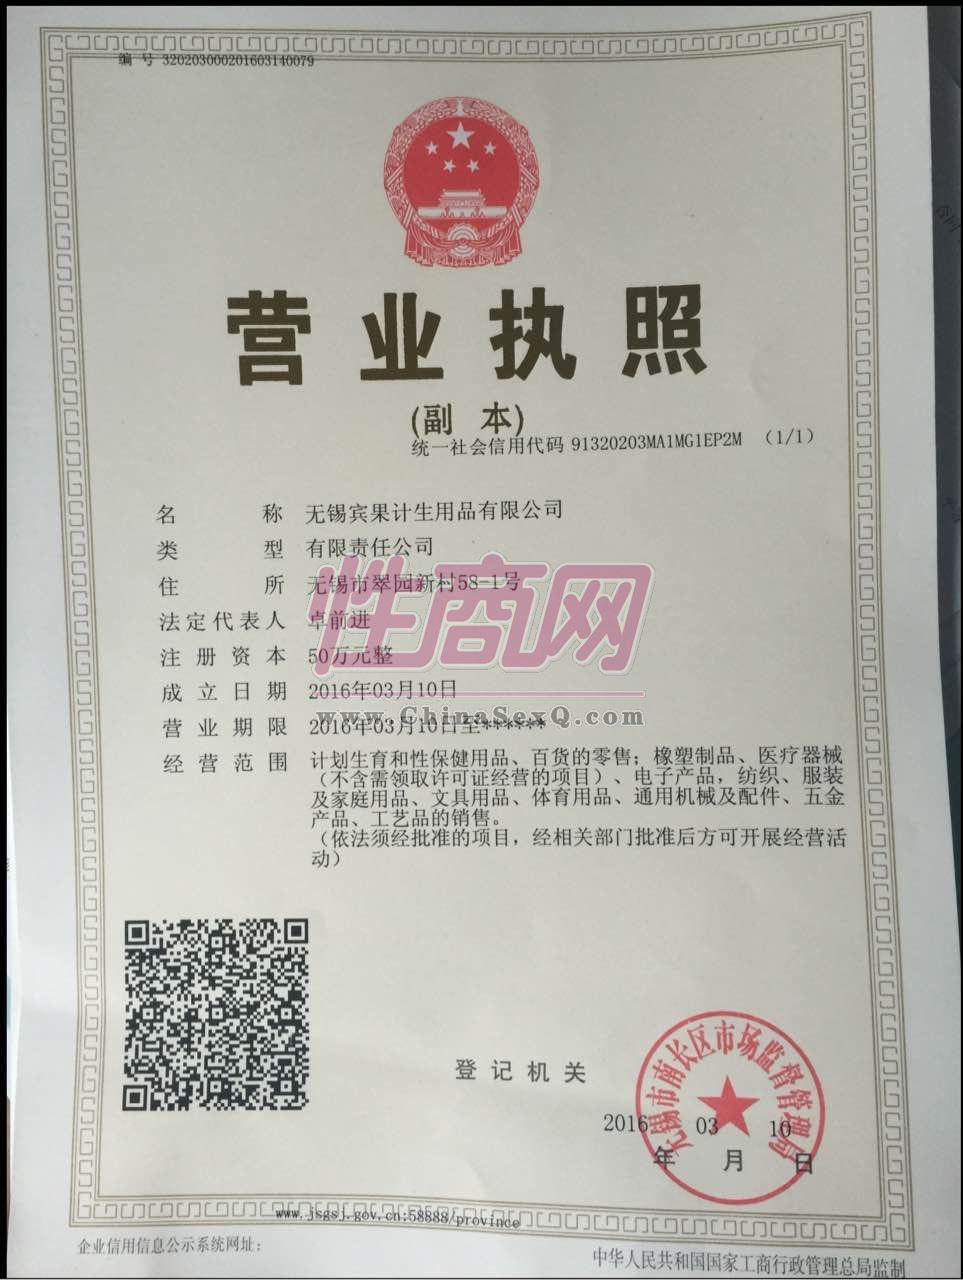 编 号 320203000201603140079
营业执照
(副 本)
统一社会信用代码 91320203MA1MG1EP2M （1/1）
名 称 无锡宾果计生用品有限公司
类 型 有限责任公司
住 所 无锡市翠园新村58-1号
法定代表人 卓前进
注 册 资 本 50万元整
成 立 日 期 2016年03月10日
营 业 期 限 2016年03月10日至******
经 营 范 围 计划生育和性保健用品、百货的零售；橡塑制品、医疗器械
（不含需领取许可证经营的项目）、电子产品，纺织、服装
及家庭用品、文具用品、体育用品、通用机械及配件、五金
产品、工艺品的销售。
（依法须经批准的项目，经相关部门批准后方可开展经营活
动）
性商网
www.ChinaSexQ.com
登 记 机 关
无锡市南长区市场监督管理局
2016 03 10
年 月 日
www.jsgsj.gov.cn:58888/province
企业信用信息公示系统网址：
中华人民共和国国家工商行政管理总局监制